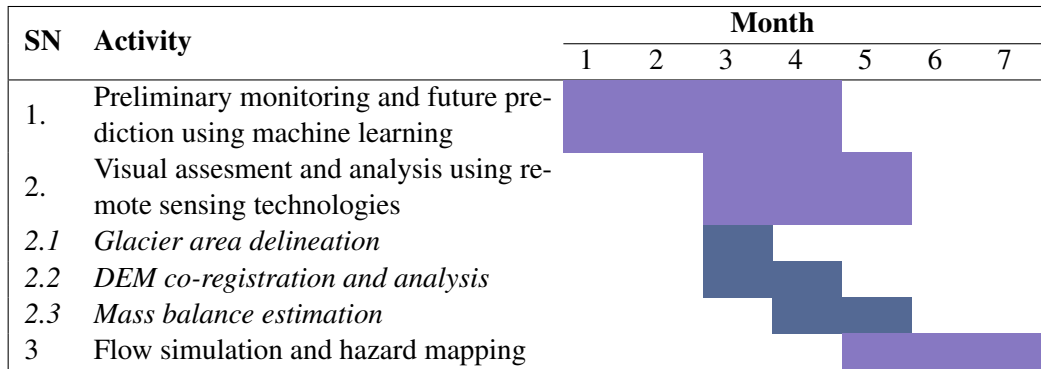 SN Activity Month
1 2 3 4 5 6 7
1. Preliminary monitoring and future pre-
diction using machine learning
2. Visual assesment and analysis using re-
mote sensing technologies
2.1 Glacier area delineation
2.2 DEM co-registration and analysis
2.3 Mass balance estimation
3 Flow simulation and hazard mapping